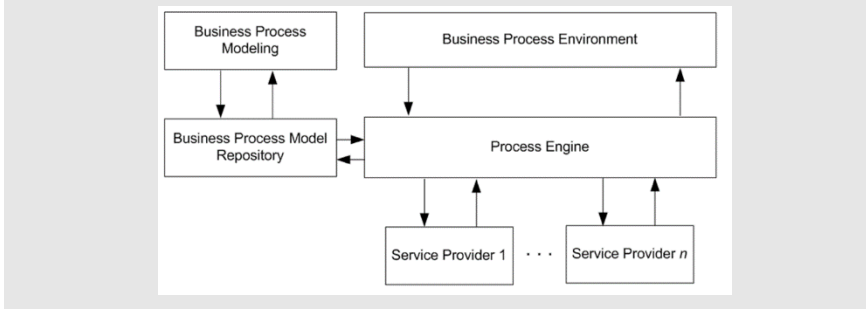 Business Process
Modeling
Business Process Environment
Business Process Model
Repository
Process Engine
Service Provider 1
. . .
Service Provider n